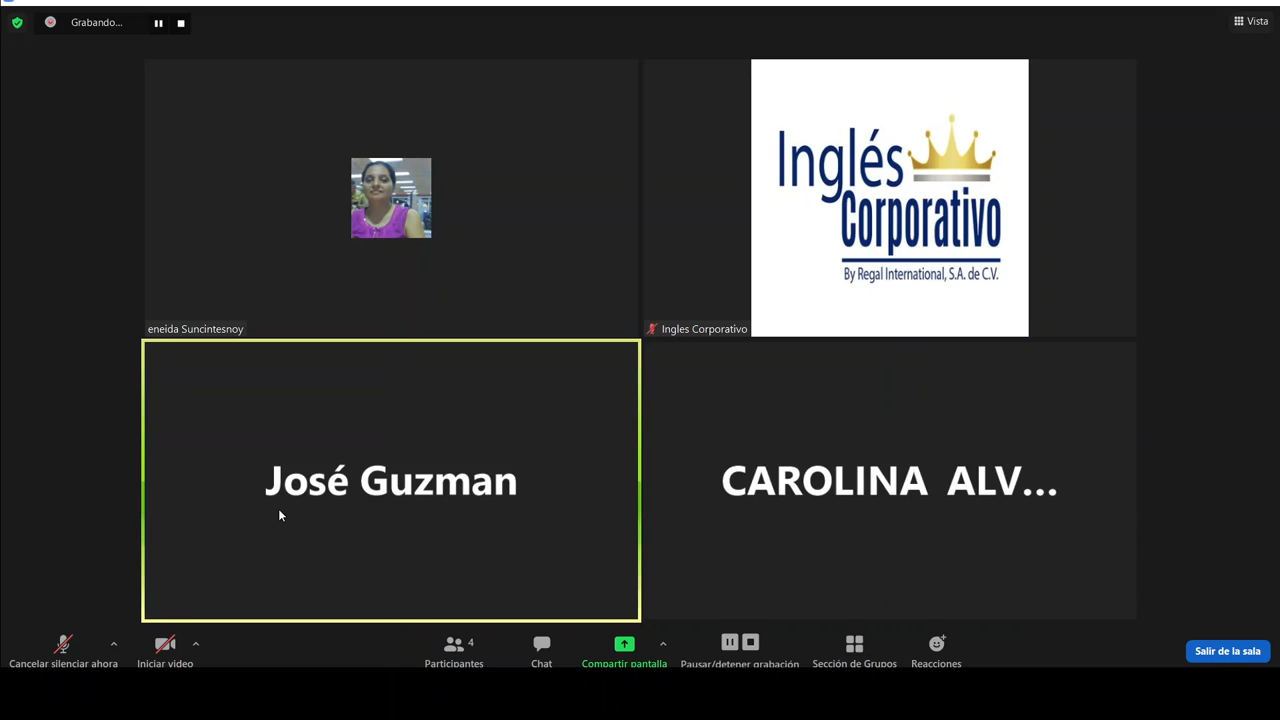 Grabando...
Vista
Inglés
Corporativo
By Regal International, S.A. de C.V.
eneida Suncintesnoy
Ingles Corporativo
José Guzman
CAROLINA ALV...
4
Cancelar silenciar ahora
Iniciar video
Participantes
Chat
Compartir pantalla
Pausar/detener grabación
Sección de Grupos
Reacciones
Salir de la sala